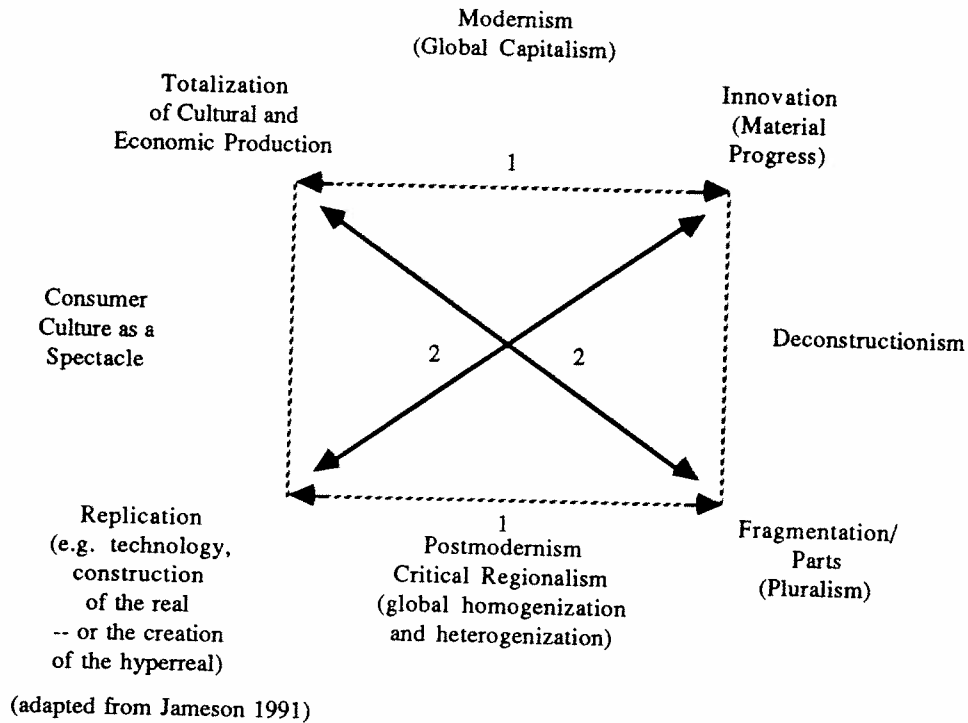 Modernism
(Global Capitalism)
Totalization
of Cultural and
Economic Production
Innovation
(Material
Progress)
1
Consumer
Culture as a
Spectacle
2
2
Deconstructionism
Replication
(e.g. technology,
construction
of the real
-- or the creation
of the hyperreal)
1
Postmodernism
Critical Regionalism
(global homogenization
and heterogenization)
Fragmentation/
Parts
(Pluralism)
(adapted from Jameson 1991)